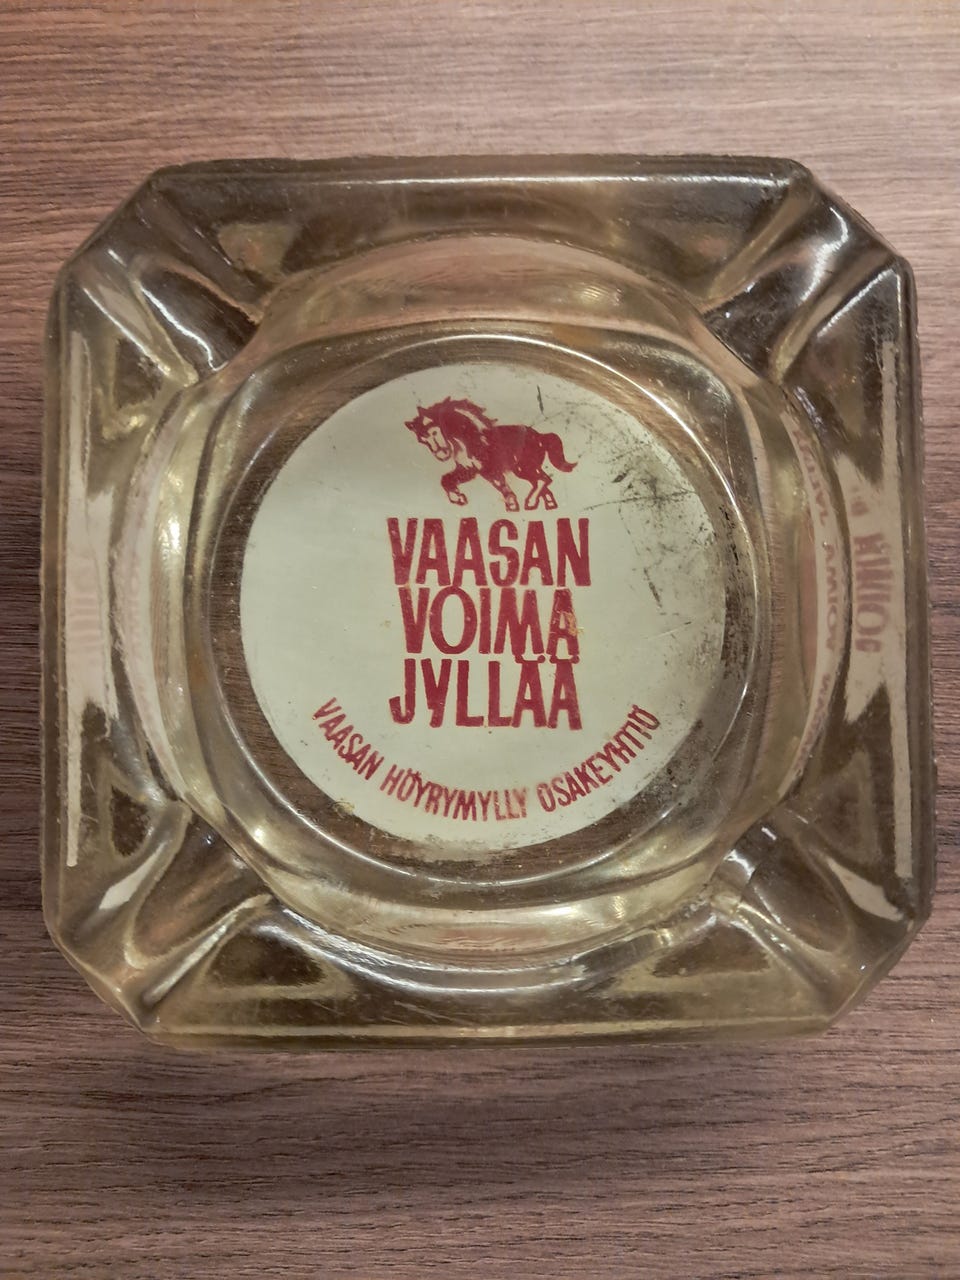 VAASAN
VOIMA
JYLLÄÄ
VAASAN HÖYRYMYLLY OSAKEYHTIÖ